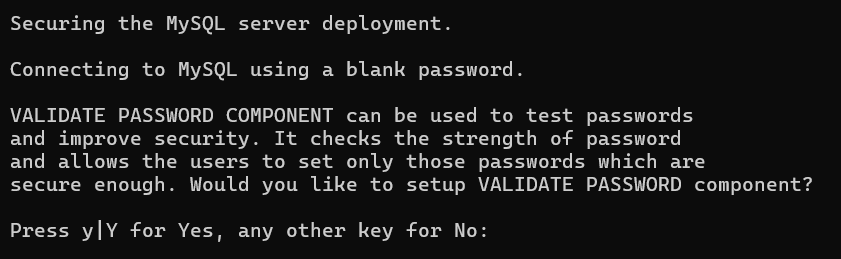 Securing the MySQL server deployment.
Connecting to MySQL using a blank password.
VALIDATE PASSWORD COMPONENT can be used to test passwords
and improve security. It checks the strength of password
and allows the users to set only those passwords which are
secure enough. Would you like to setup VALIDATE PASSWORD component?
Press y|Y for Yes, any other key for No: